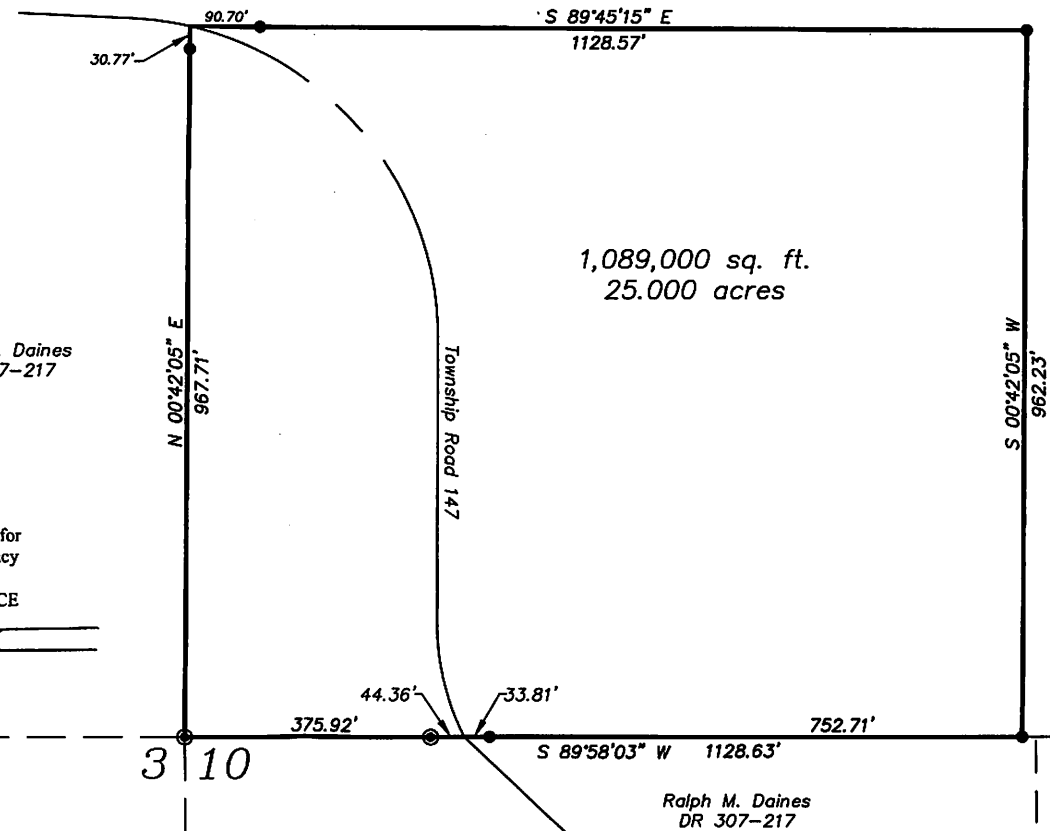 90.70'
S 89°45'15" E
1128.57'
30.77'
1,089,000 sq. ft.
25.000 acres
Daines
7-217
N 00°42'05" E
967.71'
Township Road 147
S 00°42'05" W
962.23'
for
cy
CE
44.36'
33.81'
375.92'
752.71'
S 89°58'03" W 1128.63'
3 10
Ralph M. Daines
DR 307-217